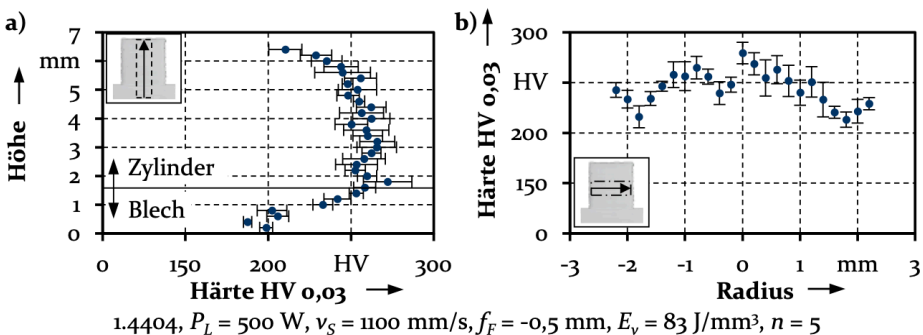 a)
7
mm
5
4
3
2
1
0
Höhe
Zylinder
Blech
0
150
200
HV
300
Härte HV 0,03
b)
300
HV
200
150
0
Härte HV 0,03
-3
-2
-1
0
1
mm
3
Radius
1.4404, P_L = 500 W, v_S = 1100 mm/s, f_F = -0,5 mm, E_v = 83 J/mm³, n = 5